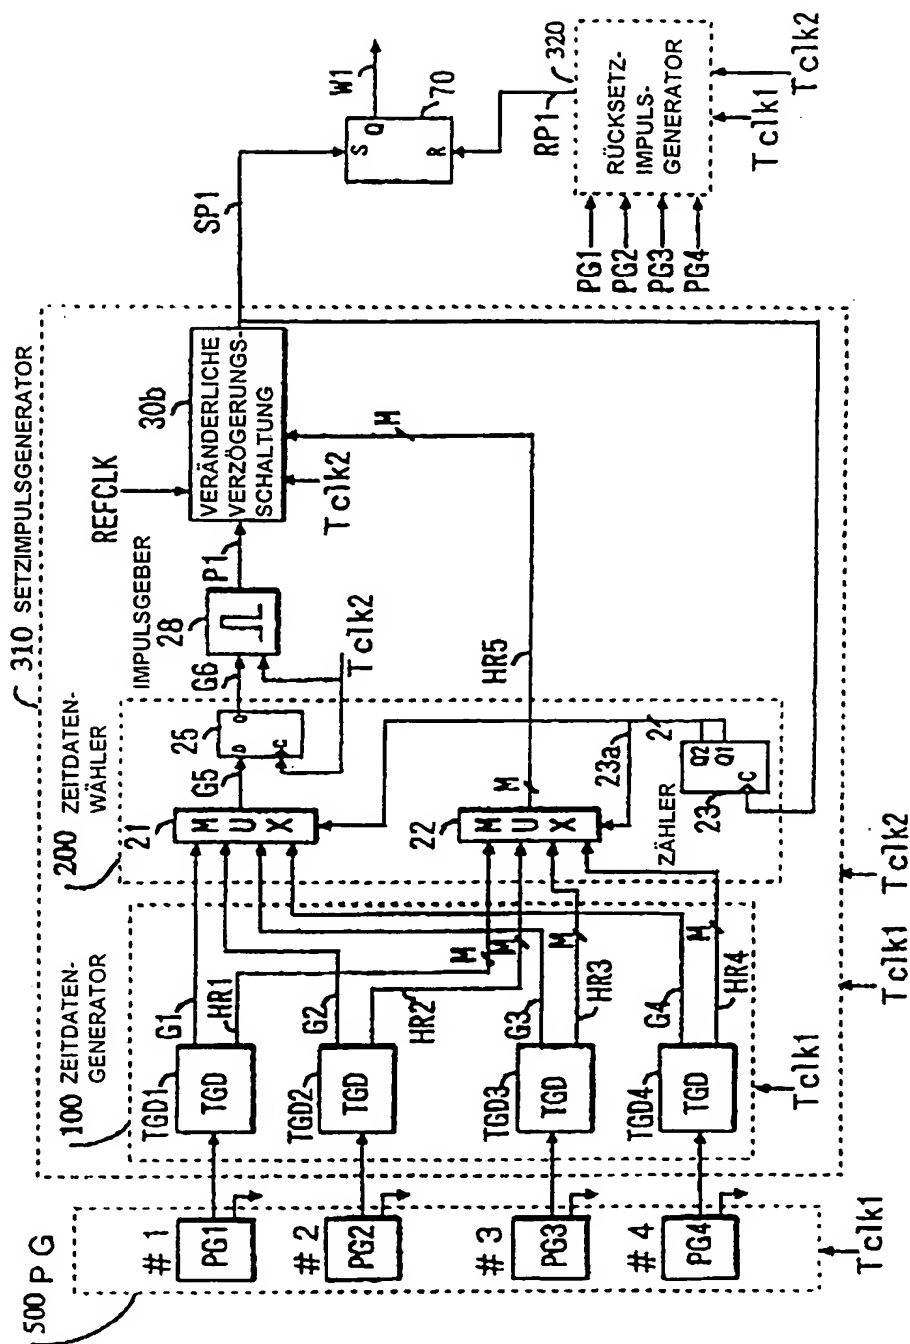 500 P G
# 1
PG1
# 2
PG2
# 3
PG3
# 4
PG4
Tclk1
310 SETZIMPULSGENERATOR
100 ZEITDATEN-
GENERATOR
TGD1
TGD
TGD2
TGD
TGD3
TGD
TGD4
TGD
Tclk1
G1
HR1
G2
HR2
G3
HR3
G4
HR4
M
M
M
M
200 ZEITDATEN-
WÄHLER
21
MUX
22
MUX
G5
25
D
Q
C
M
23a
2
ZÄHLER
23
Q2
Q1
C
Tclk1
Tclk2
IMPULSGEBER
G6
28
Tclk2
P1
HR5
REFCLK
30b
VERÄNDERLICHE
VERZÖGERUNGS-
SCHALTUNG
Tclk2
M
SP1
S
Q
R
W1
70
RP1
320
RÜCKSETZ-
IMPULS-
GENERATOR
PG1
PG2
PG3
PG4
Tclk1
Tclk2